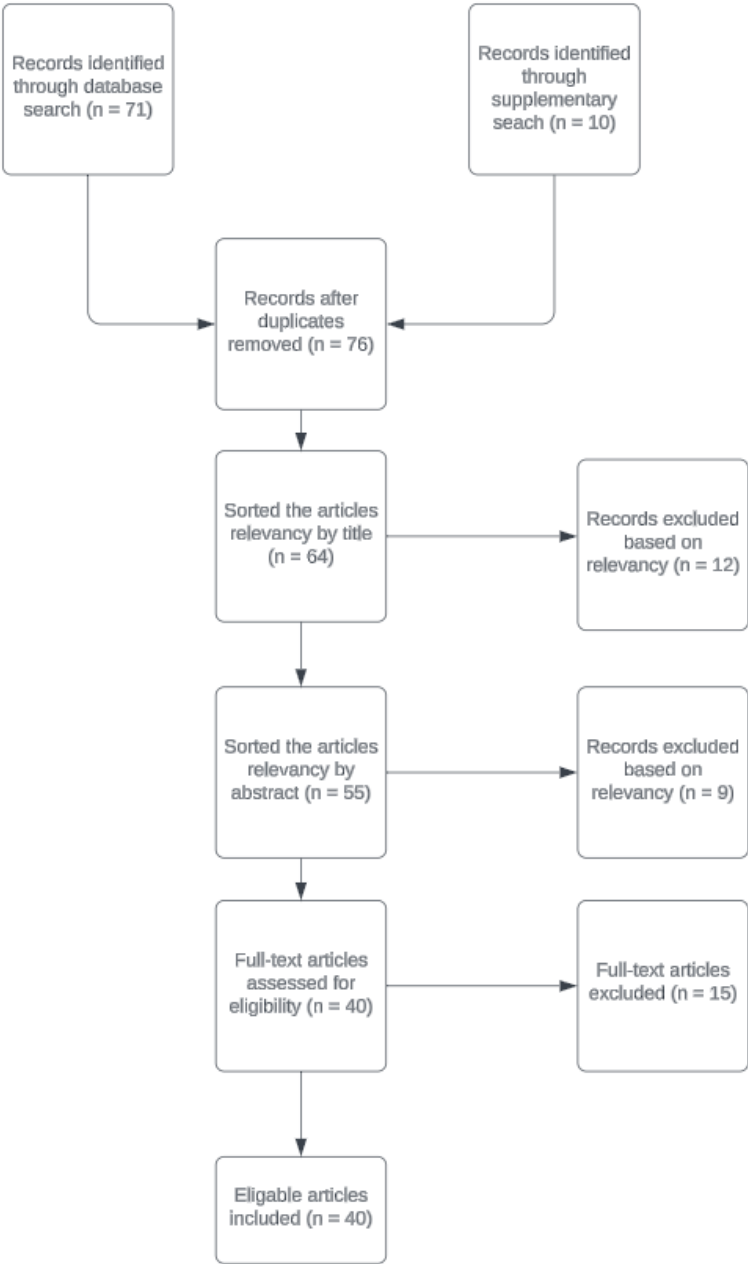 Records identified
through database
search (n = 71)
Records identified
through
supplementary
seach (n = 10)
Records after
duplicates
removed (n = 76)
Sorted the articles
relevancy by title
(n = 64)
Records excluded
based on
relevancy (n = 12)
Sorted the articles
relevancy by
abstract (n = 55)
Records excluded
based on
relevancy (n = 9)
Full-text articles
assessed for
eligibility (n = 40)
Full-text articles
excluded (n = 15)
Eligable articles
included (n = 40)